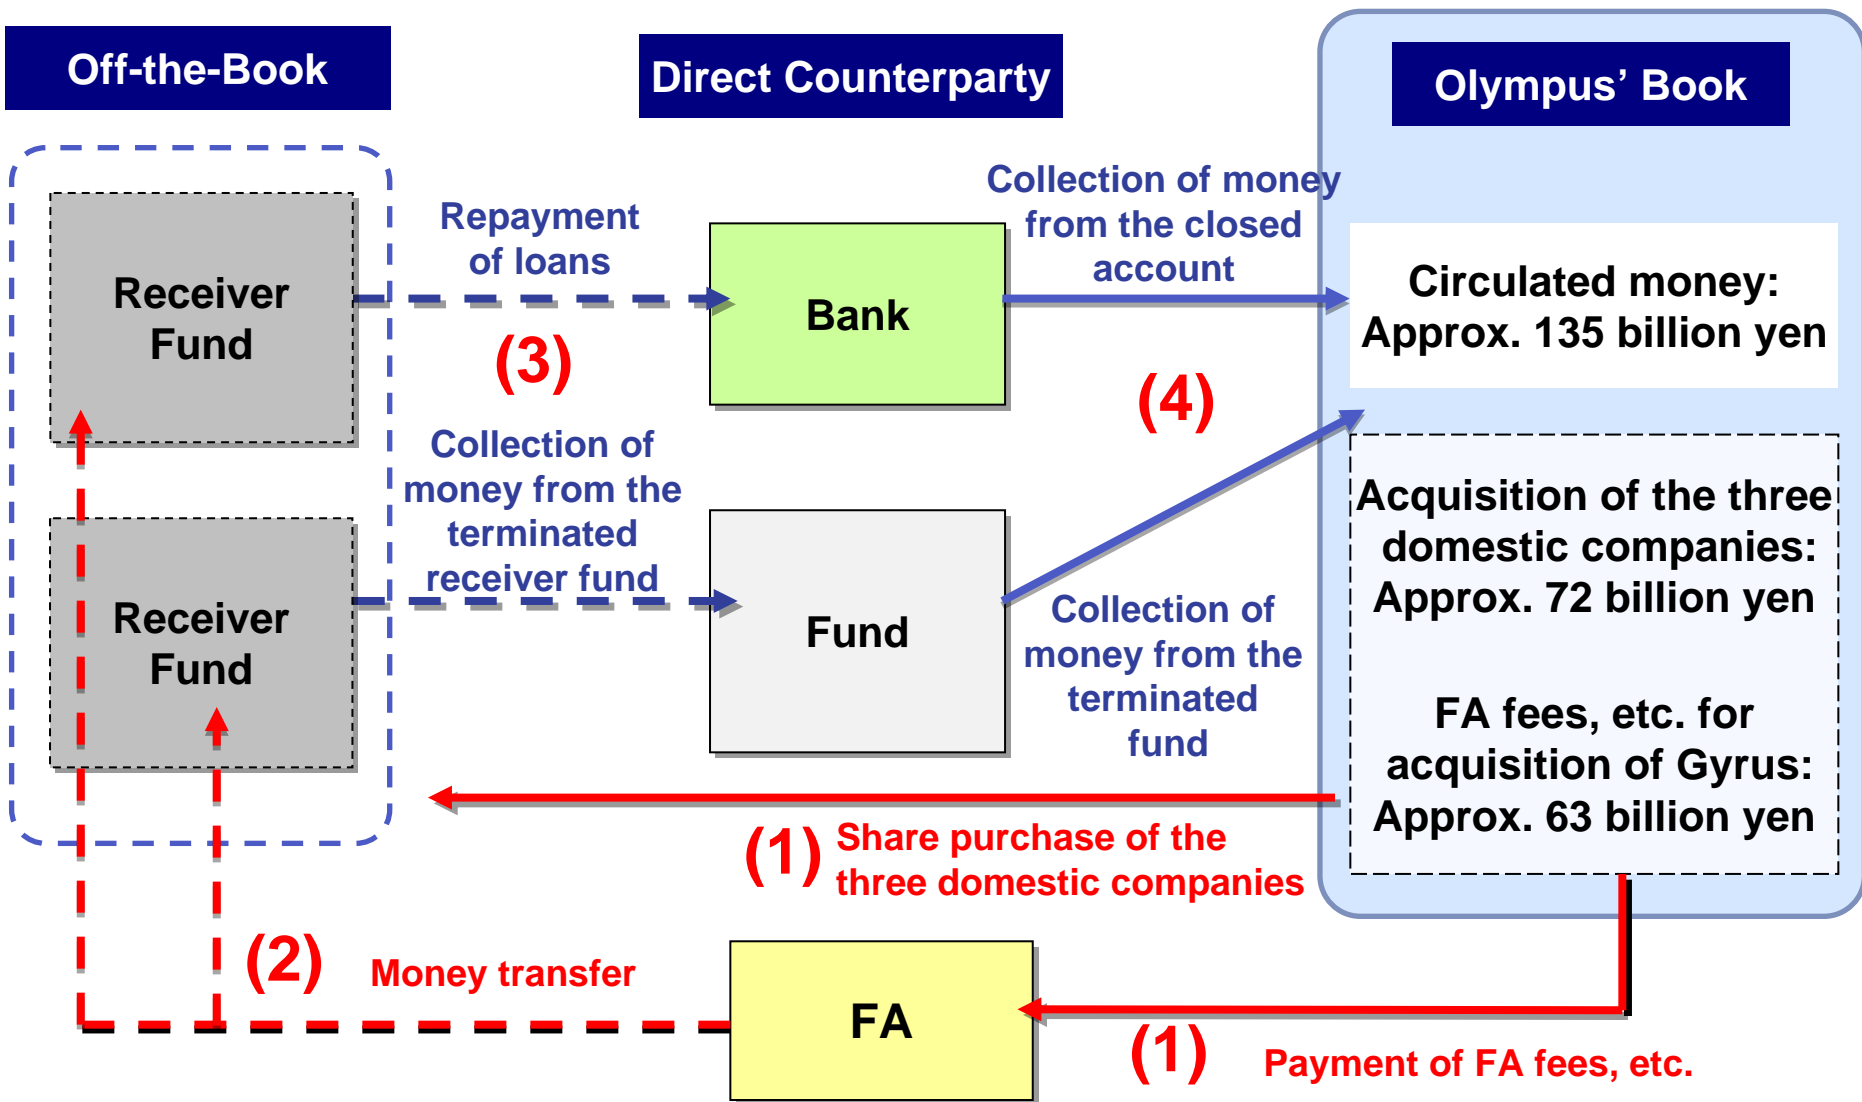 Off-the-Book
Direct Counterparty
Olympus’ Book
Receiver
Fund
Repayment
of loans
(3)
Bank
Collection of money
from the closed
account
(4)
Circulated money:
Approx. 135 billion yen
Receiver
Fund
Collection of
money from the
terminated
receiver fund
Fund
Collection of
money from the
terminated
fund
Acquisition of the three
domestic companies:
Approx. 72 billion yen
FA fees, etc. for
acquisition of Gyrus:
Approx. 63 billion yen
(1)
Share purchase of the
three domestic companies
(2)
Money transfer
FA
(1)
Payment of FA fees, etc.